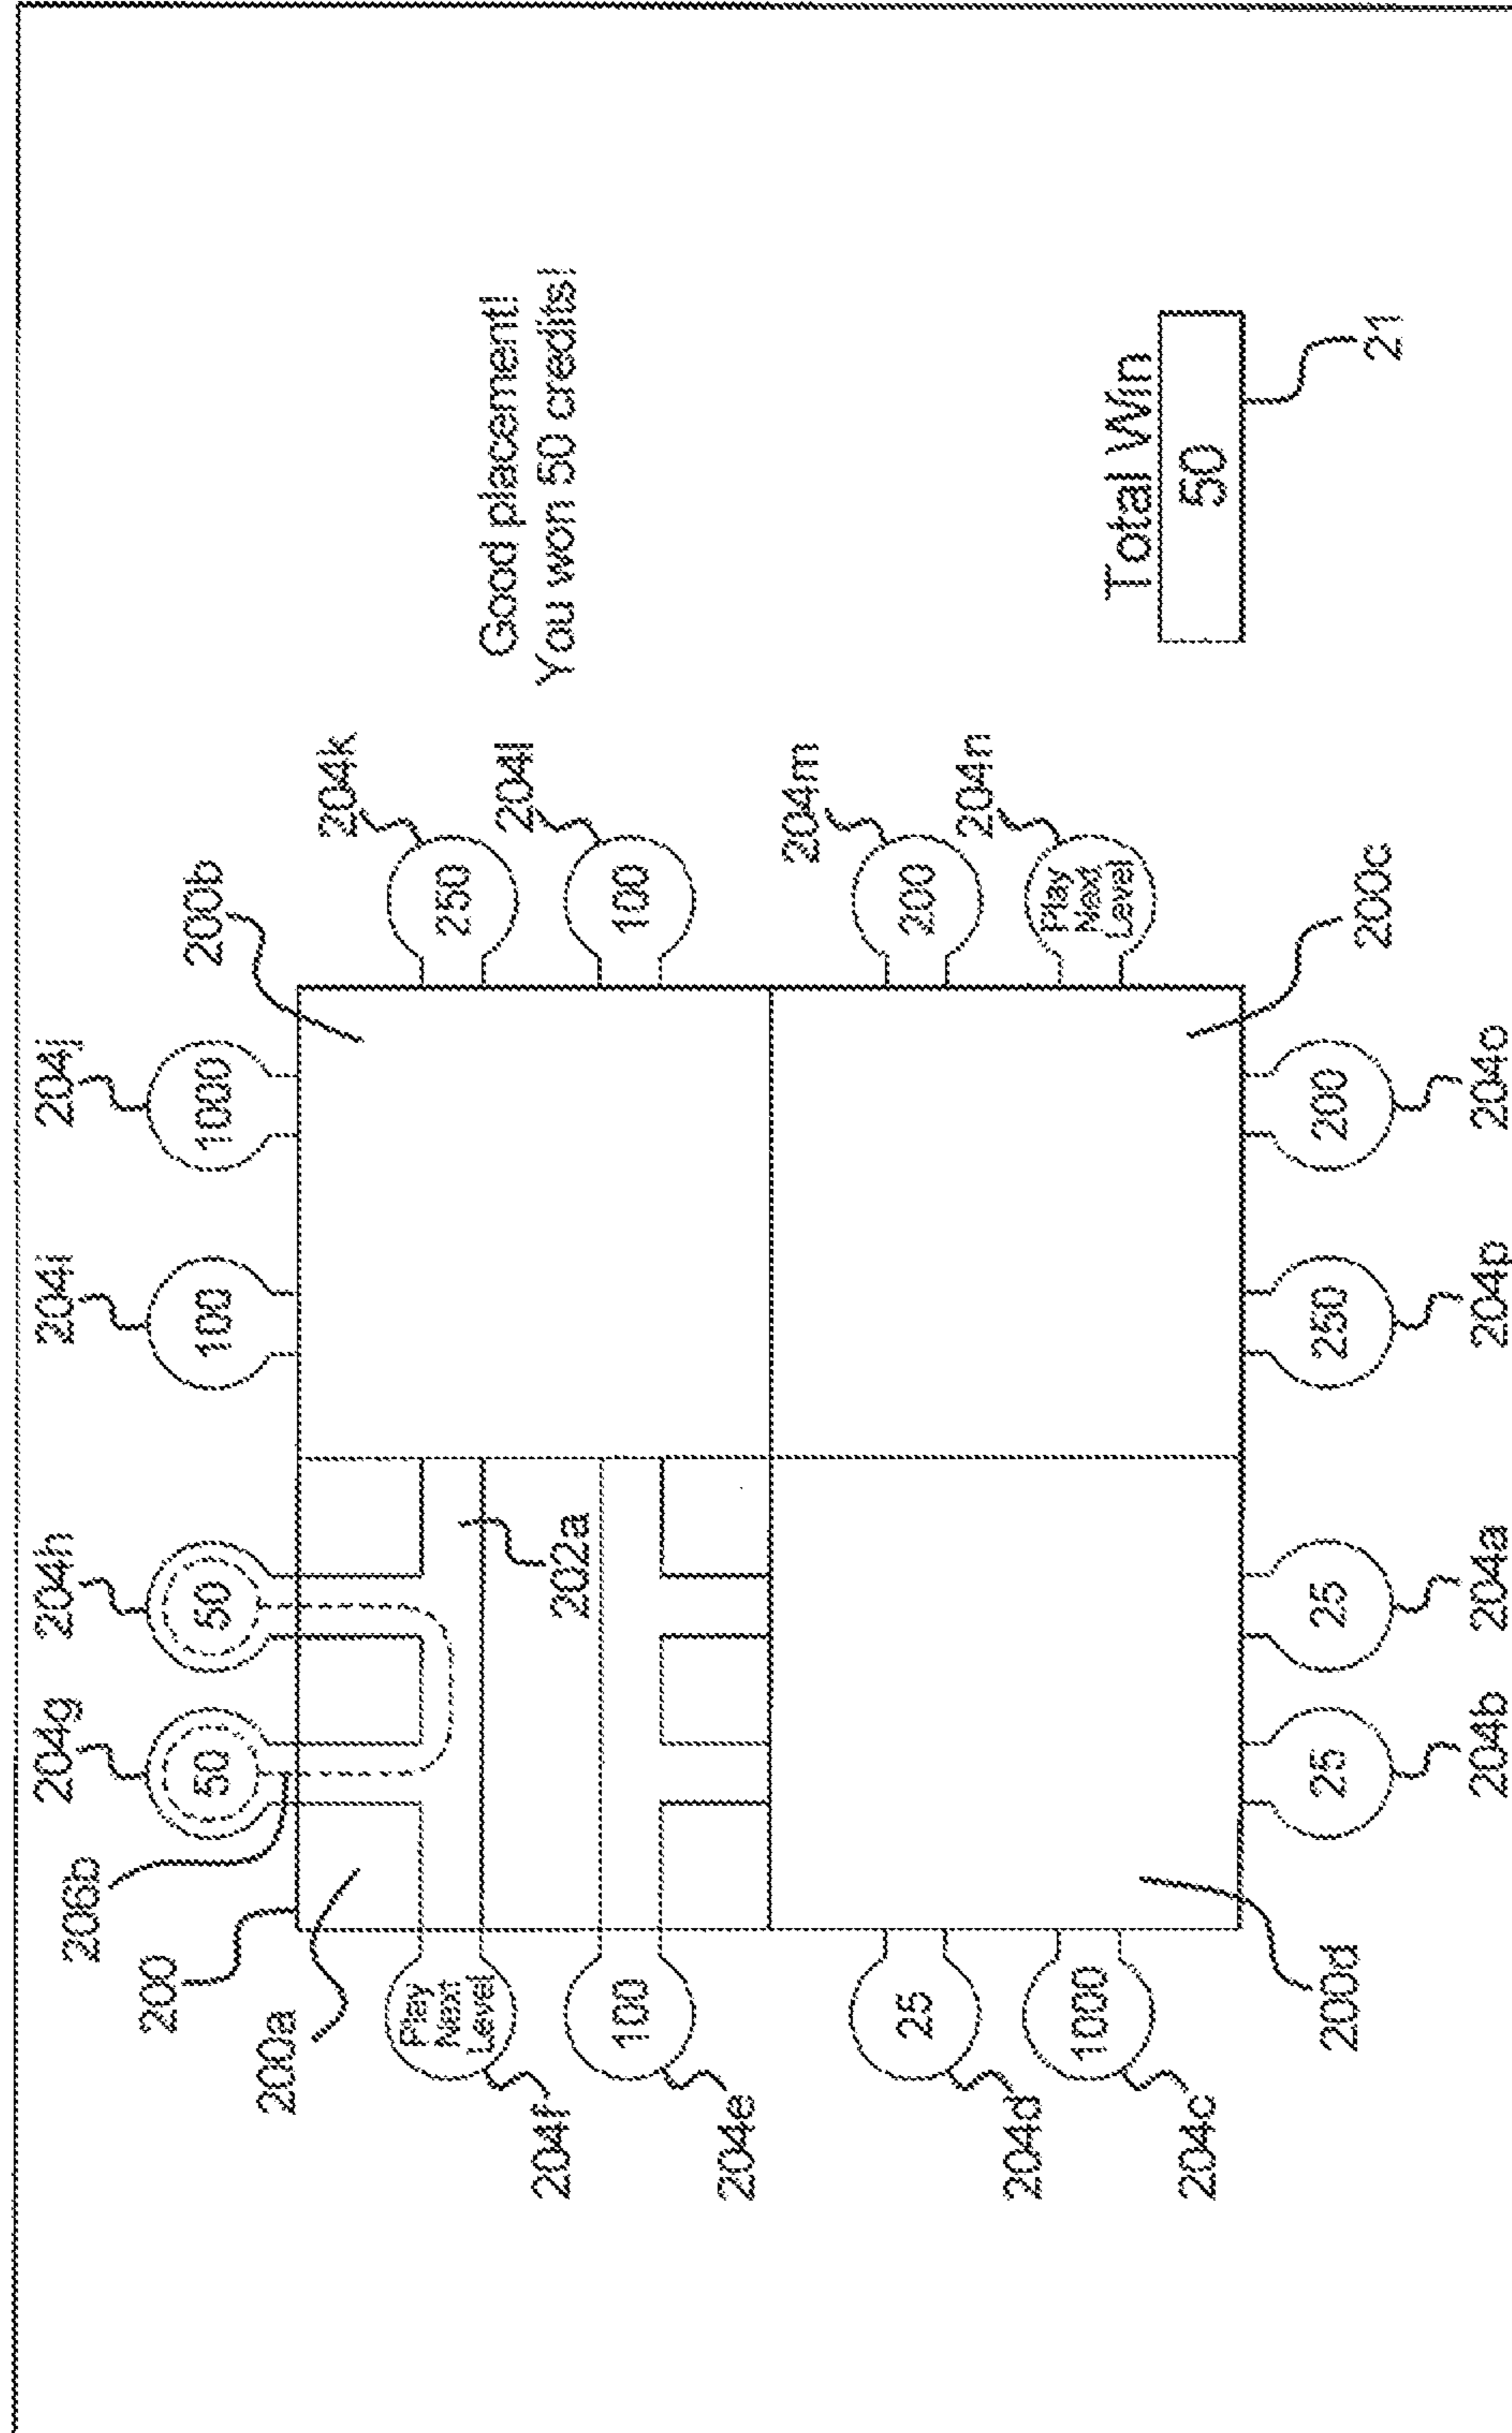 204g
204h
204i
204j
206b
50
50
100
1000
200
200b
200a
204k
Play
Next
Level
250
Good placement!
204f
202a
204l
You won 50 credits!
100
100
204e
204m
25
200
204d
204n
Total Win
1000
Play
Next
Level
50
204c
21
200d
200c
25
25
250
200
204b
204a
204p
204o